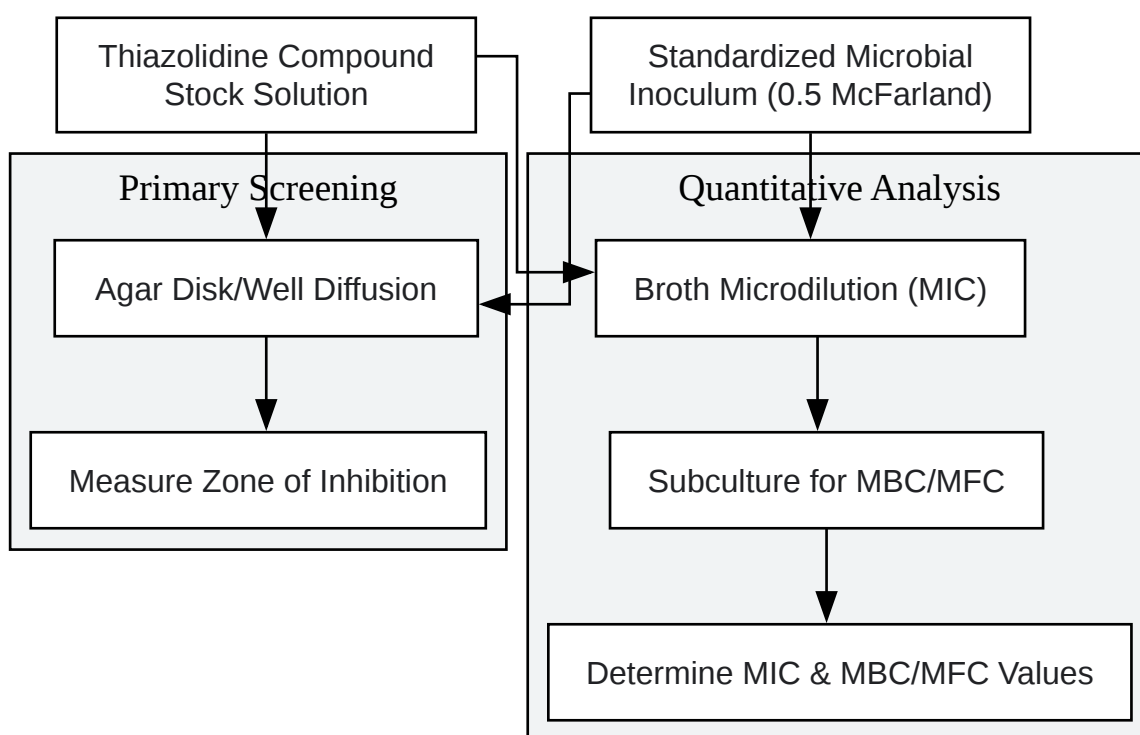 Thiazolidine Compound
Stock Solution
Standardized Microbial
Inoculum (0.5 McFarland)
Primary Screening
Agar Disk/Well Diffusion
Measure Zone of Inhibition
Quantitative Analysis
Broth Microdilution (MIC)
Subculture for MBC/MFC
Determine MIC & MBC/MFC Values